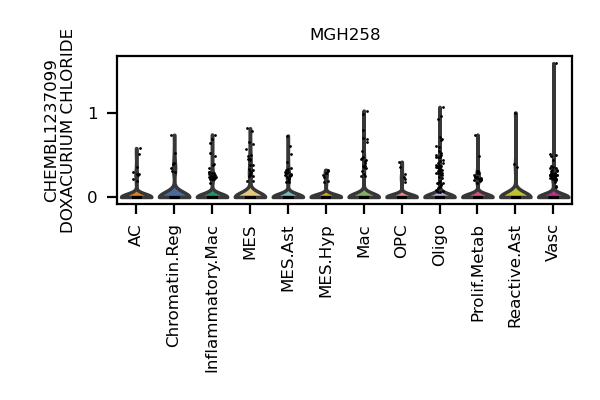 MGH258
CHEMBL1237099
DOXACURIUM CHLORIDE
1
0
AC
Chromatin.Reg
Inflammatory.Mac
MES
MES.Ast
MES.Hyp
Mac
OPC
Oligo
Prolif.Metab
Reactive.Ast
Vasc